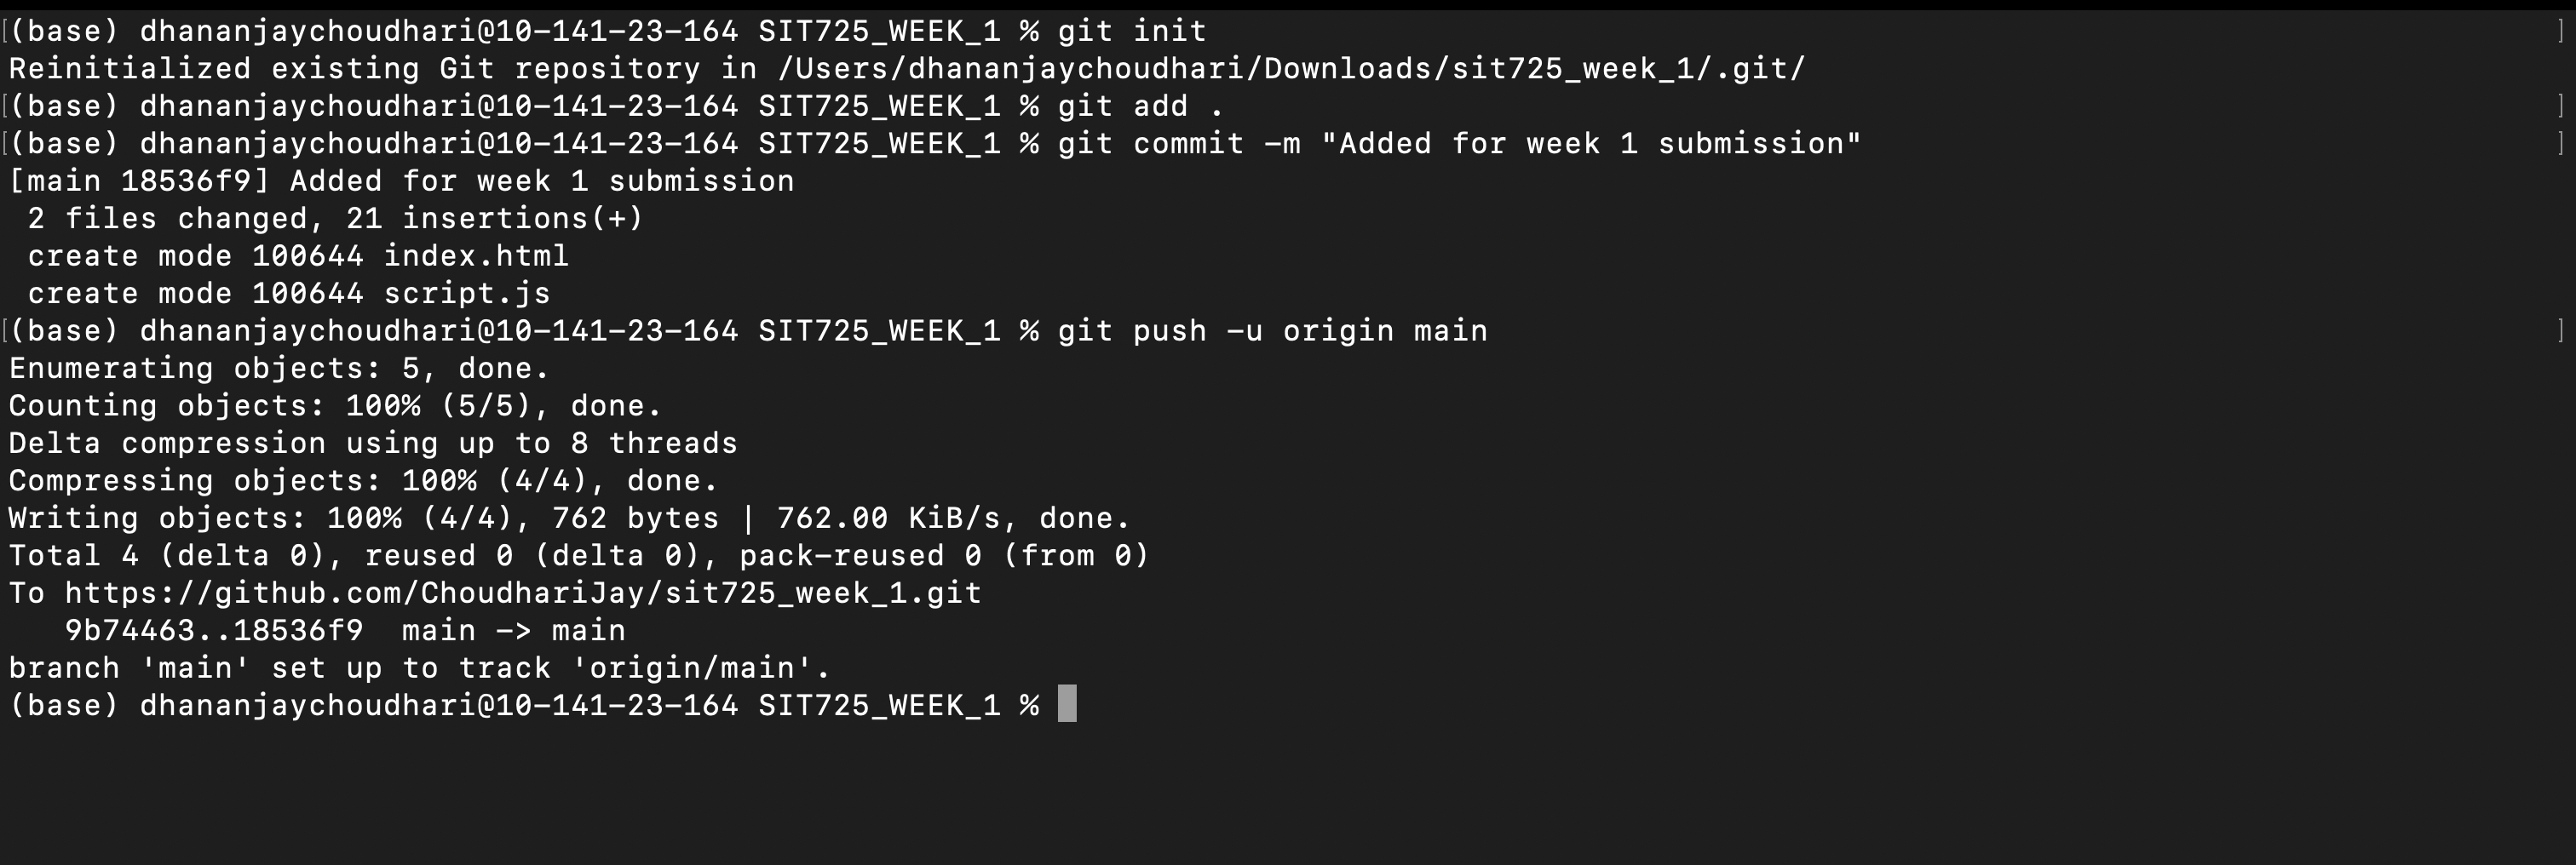 [(base) dhananjaychoudhari@10-141-23-164 SIT725_WEEK_1 % git init ]
Reinitialized existing Git repository in /Users/dhananjaychoudhari/Downloads/sit725_week_1/.git/
[(base) dhananjaychoudhari@10-141-23-164 SIT725_WEEK_1 % git add . ]
[(base) dhananjaychoudhari@10-141-23-164 SIT725_WEEK_1 % git commit -m "Added for week 1 submission" ]
[main 18536f9] Added for week 1 submission
 2 files changed, 21 insertions(+)
 create mode 100644 index.html
 create mode 100644 script.js
[(base) dhananjaychoudhari@10-141-23-164 SIT725_WEEK_1 % git push -u origin main ]
Enumerating objects: 5, done.
Counting objects: 100% (5/5), done.
Delta compression using up to 8 threads
Compressing objects: 100% (4/4), done.
Writing objects: 100% (4/4), 762 bytes | 762.00 KiB/s, done.
Total 4 (delta 0), reused 0 (delta 0), pack-reused 0 (from 0)
To https://github.com/ChoudhariJay/sit725_week_1.git
   9b74463..18536f9  main -> main
branch 'main' set up to track 'origin/main'.
(base) dhananjaychoudhari@10-141-23-164 SIT725_WEEK_1 %